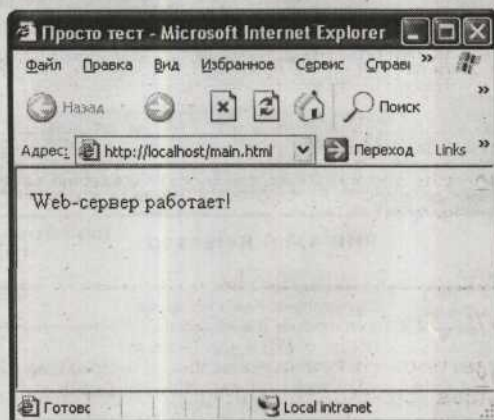 Просто тест - Microsoft Internet Explorer
Файл Правка Вид Избранное Сервис Справ »
Назад Поиск »
Адрес: http://localhost/main.html Переход Links »
Web-сервер работает!
Готово Local intranet